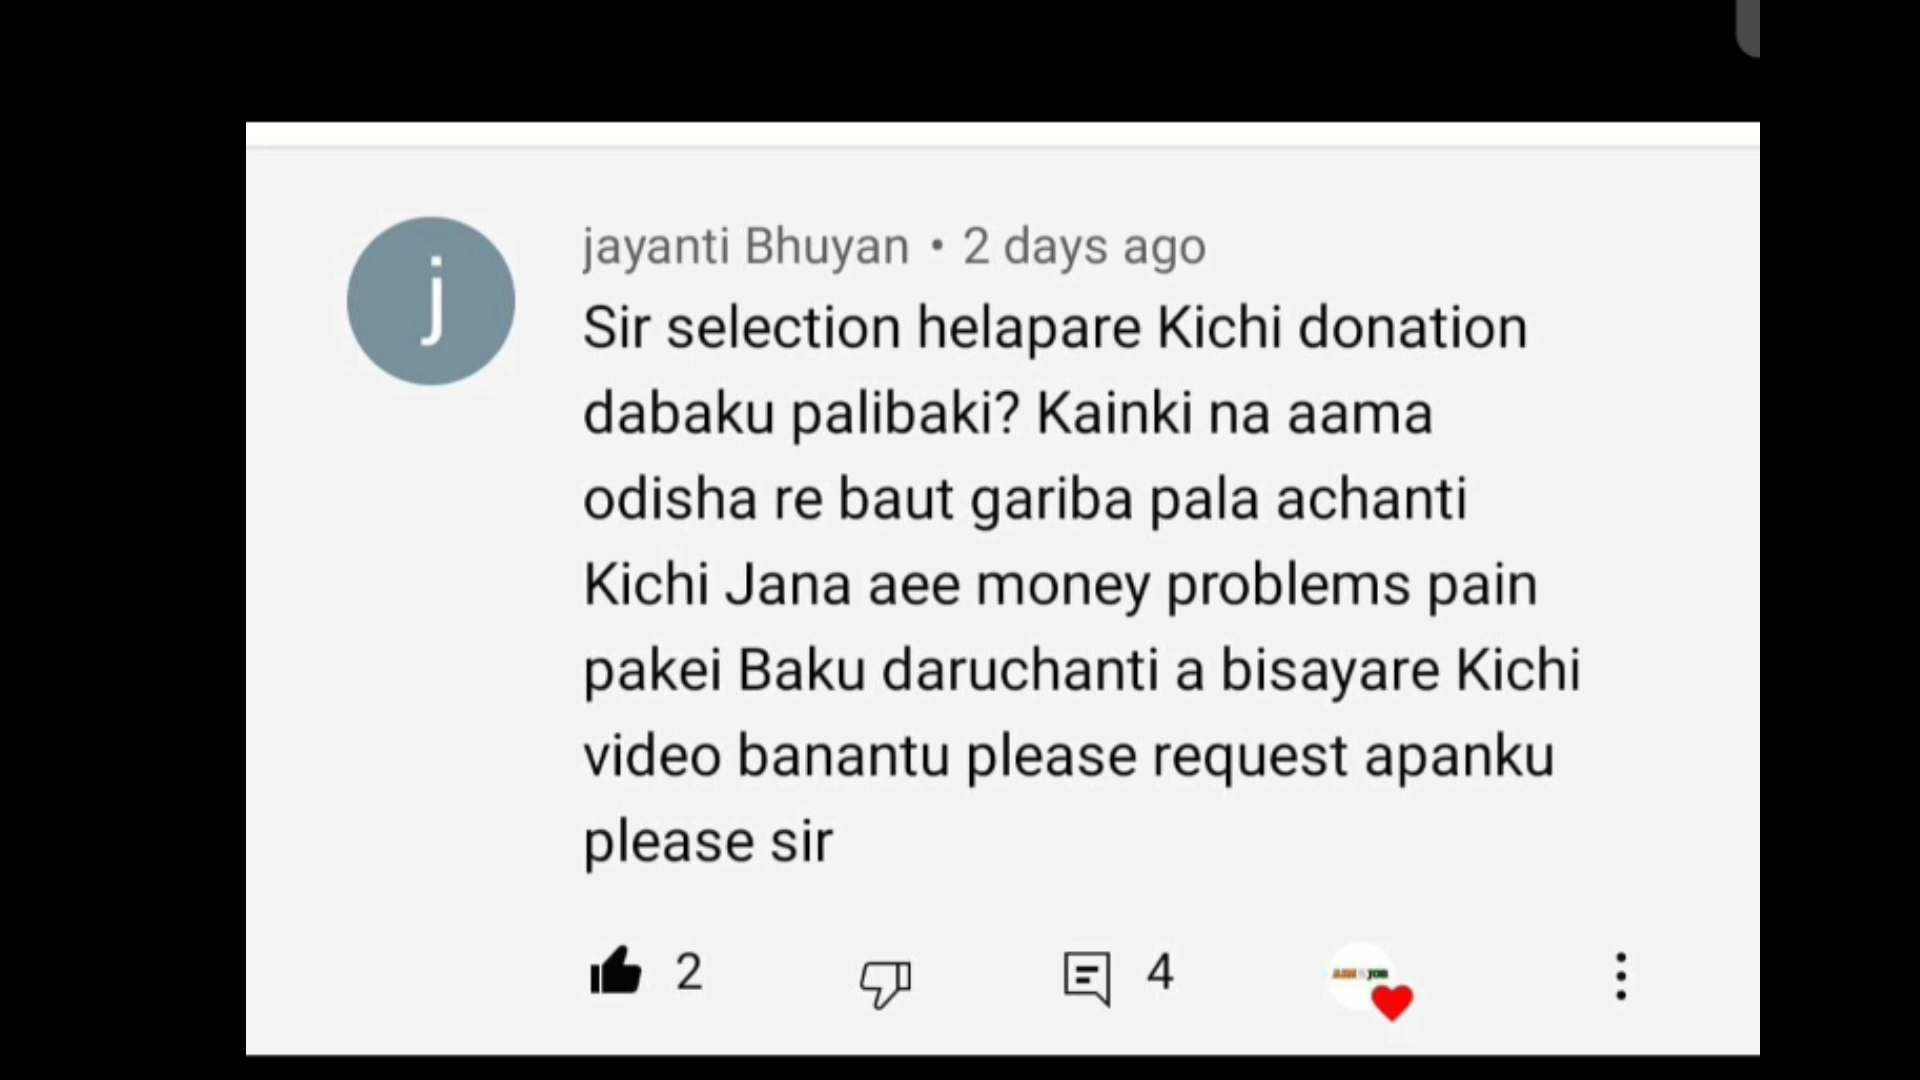 j
jayanti Bhuyan • 2 days ago
Sir selection helapare Kichi donation
dabaku palibaki? Kainki na aama
odisha re baut gariba pala achanti
Kichi Jana aee money problems pain
pakei Baku daruchanti a bisayare Kichi
video banantu please request apanku
please sir
2 4